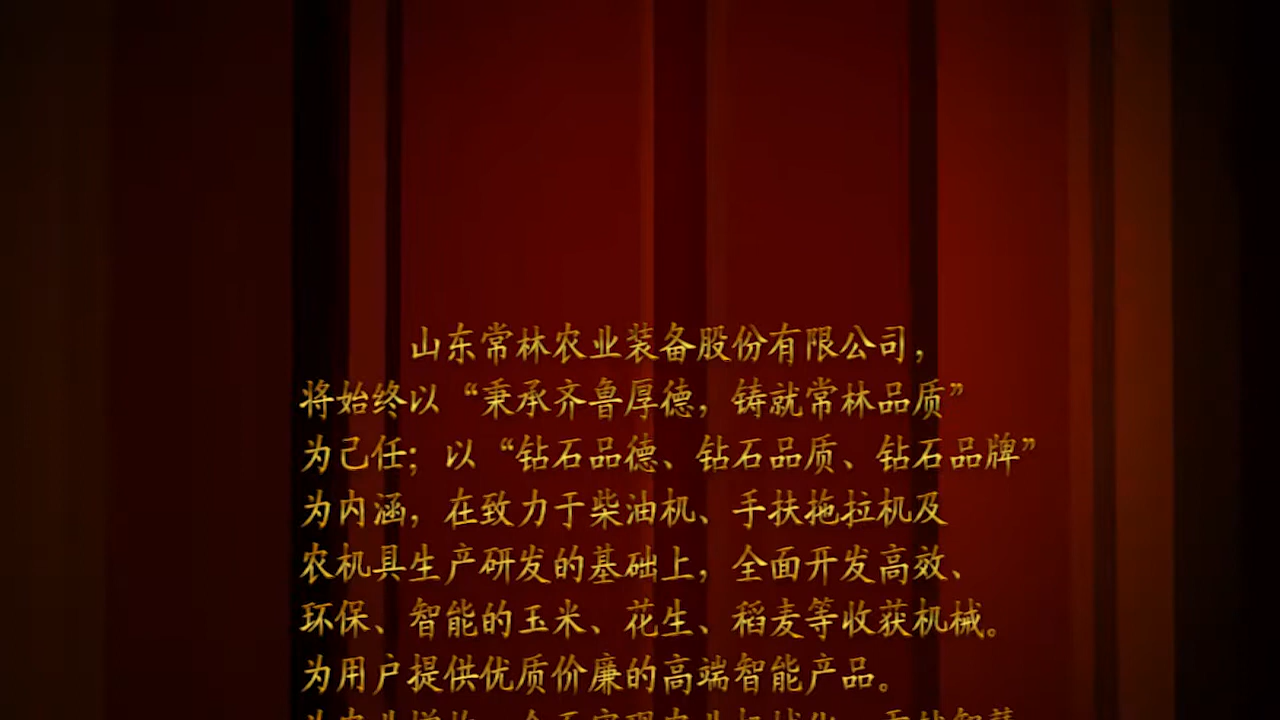 山东常林农业装备股份有限公司，
将始终以“秉承齐鲁厚德，铸就常林品质”
为己任；以“钻石品德、钻石品质、钻石品牌”
为内涵，在致力于柴油机、手扶拖拉机及
农机具生产研发的基础上，全面开发高效、
环保、智能的玉米、花生、稻麦等收获机械。
为用户提供优质价廉的高端智能产品。